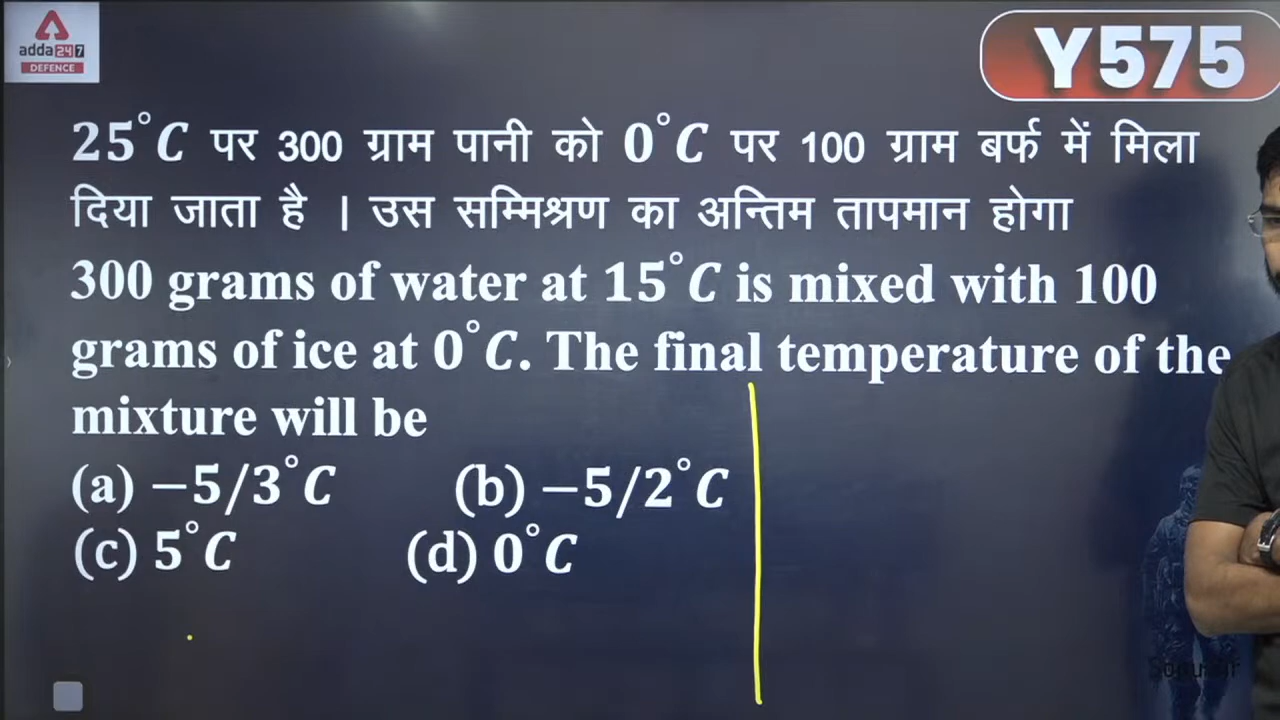 adda247
DEFENCE
Y575
25°C पर 300 ग्राम पानी को 0°C पर 100 ग्राम बर्फ में मिला
दिया जाता है । उस सम्मिश्रण का अन्तिम तापमान होगा
300 grams of water at 15°C is mixed with 100
grams of ice at 0°C. The final temperature of the
mixture will be
(a) −5/3°C (b) −5/2°C
(c) 5°C (d) 0°C